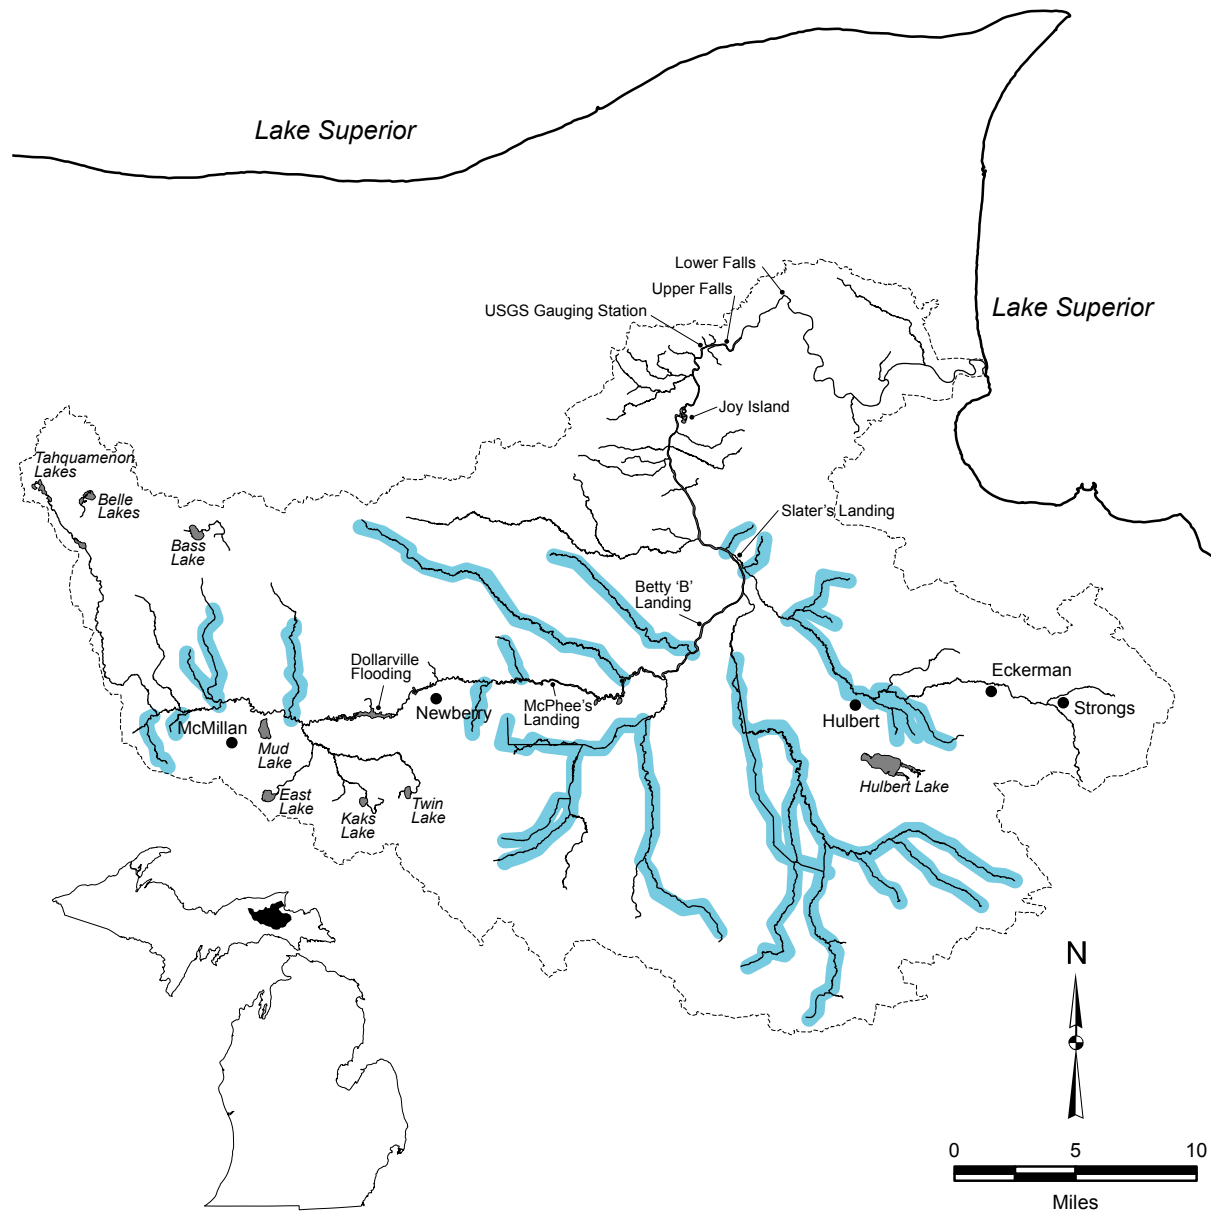 Lake Superior
Lower Falls
Upper Falls
USGS Gauging Station
Lake Superior
Joy Island
Tahquamenon
Lakes
Belle
Lakes
Bass
Lake
Slater's Landing
Betty ‘B’
Landing
Dollarville
Flooding
Newberry
McPhee's
Landing
McMillan
Mud
Lake
East
Lake
Kaks
Lake
Twin
Lake
Eckerman
Strongs
Hulbert
Hulbert Lake
N
0 5 10
Miles